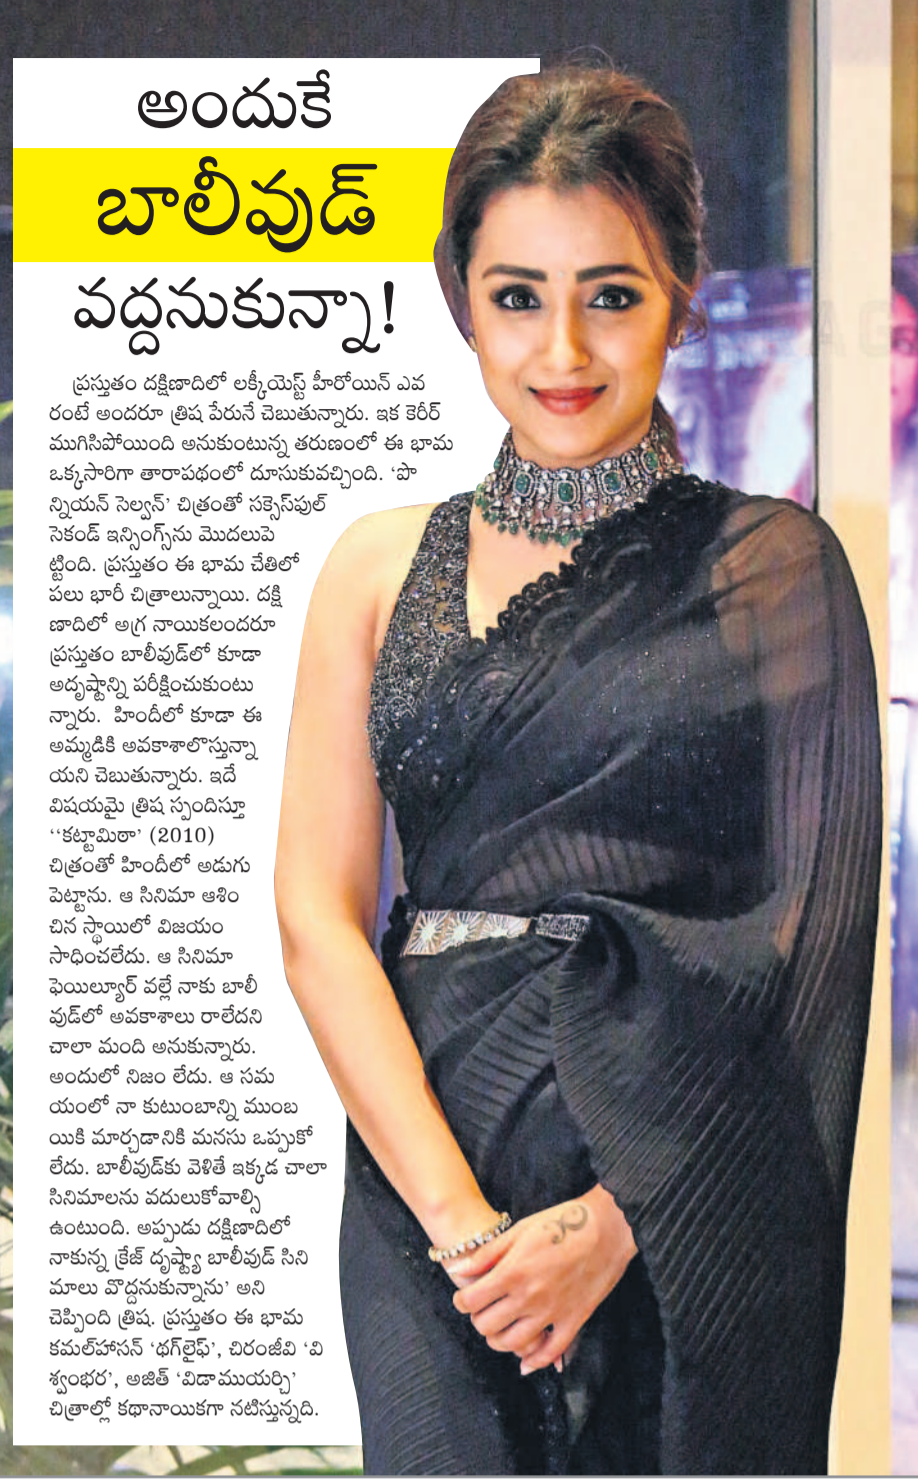 అందుకే
బాలీవుడ్
వద్దనుకున్నా!
ప్రస్తుతం దక్షిణాదిలో లక్కీయెస్ట్ హీరోయిన్ ఎవ
రంటే అందరూ త్రిష పేరునే చెబుతున్నారు. ఇక కెరీర్
ముగిసిపోయింది అనుకుంటున్న తరుణంలో ఈ భామ
ఒక్కసారిగా తారాపథంలో దూసుకువచ్చింది. ‘పొ
న్నియన్ సెల్వన్’ చిత్రంతో సక్సెస్‌ఫుల్
సెకండ్ ఇన్నింగ్స్‌ను మొదలుపె
ట్టింది. ప్రస్తుతం ఈ భామ చేతిలో
పలు భారీ చిత్రాలున్నాయి. దక్షి
ణాదిలో అగ్ర నాయికలందరూ
ప్రస్తుతం బాలీవుడ్‌లో కూడా
అదృష్టాన్ని పరీక్షించుకుంటు
న్నారు. హిందీలో కూడా ఈ
అమ్మడికి అవకాశాలొస్తున్నా
యని చెబుతున్నారు. ఇదే
విషయమై త్రిష స్పందిస్తూ
‘‘కట్టామిఠా’ (2010)
చిత్రంతో హిందీలో అడుగు
పెట్టాను. ఆ సినిమా ఆశిం
చిన స్థాయిలో విజయం
సాధించలేదు. ఆ సినిమా
ఫెయిల్యూర్ వల్లే నాకు బాలీ
వుడ్‌లో అవకాశాలు రాలేదని
చాలా మంది అనుకున్నారు.
అందులో నిజం లేదు. ఆ సమ
యంలో నా కుటుంబాన్ని ముంబ
యికి మార్చడానికి మనసు ఒప్పుకో
లేదు. బాలీవుడ్‌కు వెళితే ఇక్కడ చాలా
సినిమాలను వదులుకోవాల్సి
ఉంటుంది. అప్పుడు దక్షిణాదిలో
నాకున్న క్రేజ్ దృష్ట్యా బాలీవుడ్ సిని
మాలు వొద్దనుకున్నాను’ అని
చెప్పింది త్రిష. ప్రస్తుతం ఈ భామ
కమల్‌హాసన్ ‘థగ్‌లైఫ్’, చిరంజీవి ‘వి
శ్వంభర’, అజిత్ ‘విడాముయర్చి’
చిత్రాల్లో కథానాయికగా నటిస్తున్నది.